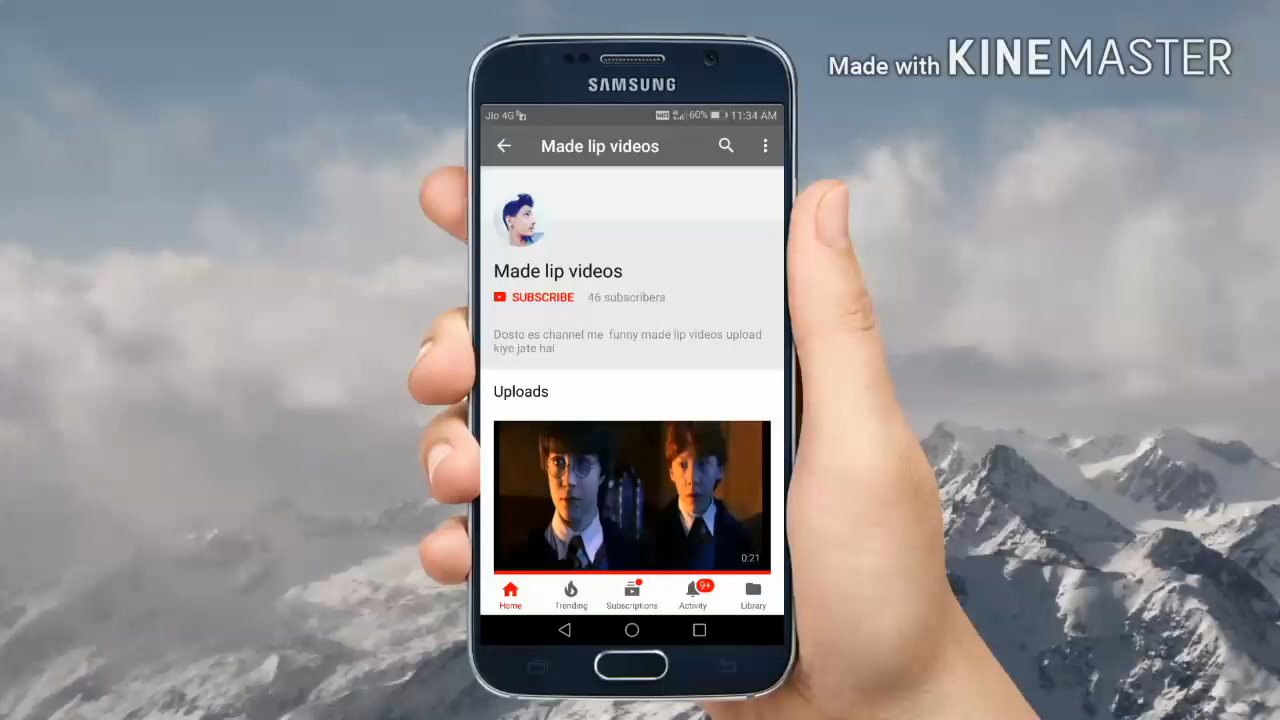 Made with KINEMASTER
SAMSUNG
Jio 4G 60% 11:34 AM
Made lip videos
Made lip videos
SUBSCRIBE 46 subscribers
Dosto es channel me funny made lip videos upload
kiye jate hai
Uploads
0:21
9+
Home Trending Subscriptions Activity Library